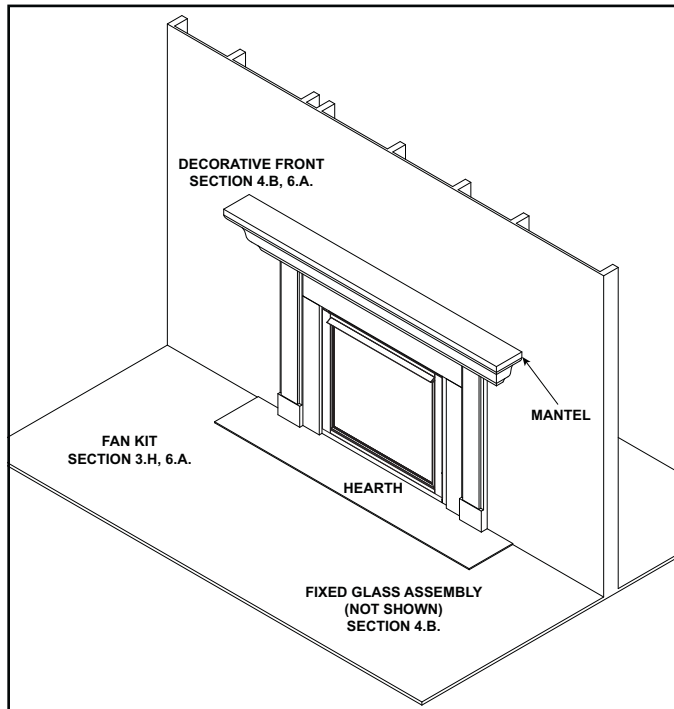 DECORATIVE FRONT
SECTION 4.B, 6.A.
MANTEL
FAN KIT
SECTION 3.H, 6.A.
HEARTH
FIXED GLASS ASSEMBLY
(NOT SHOWN)
SECTION 4.B.